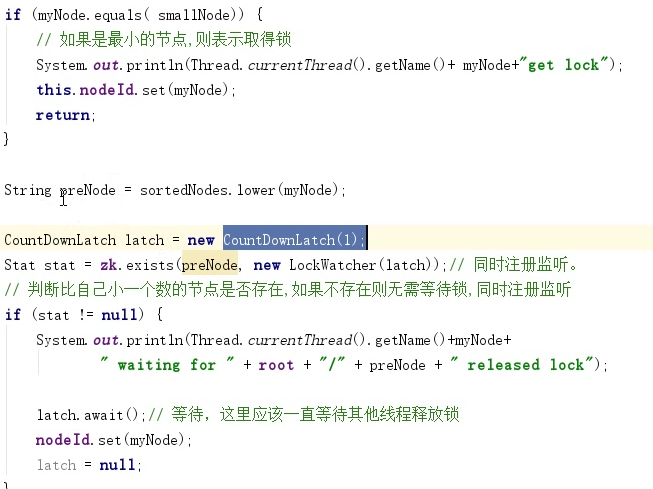 if (myNode.equals( smallNode)) {
// 如果是最小的节点,则表示取得锁
System.out.println(Thread.currentThread().getName()+ myNode+"get lock");
this.nodeId.set(myNode);
return;
}
String preNode = sortedNodes.lower(myNode);
CountDownLatch latch = new CountDownLatch(1);
Stat stat = zk.exists(preNode, new LockWatcher(latch));// 同时注册监听。
// 判断比自己小一个数的节点是否存在,如果不存在则无需等待锁,同时注册监听
if (stat != null) {
System.out.println(Thread.currentThread().getName()+myNode+
" waiting for " + root + "/" + preNode + " released lock");
latch.await();// 等待，这里应该一直等待其他线程释放锁
nodeId.set(myNode);
latch = null;
}